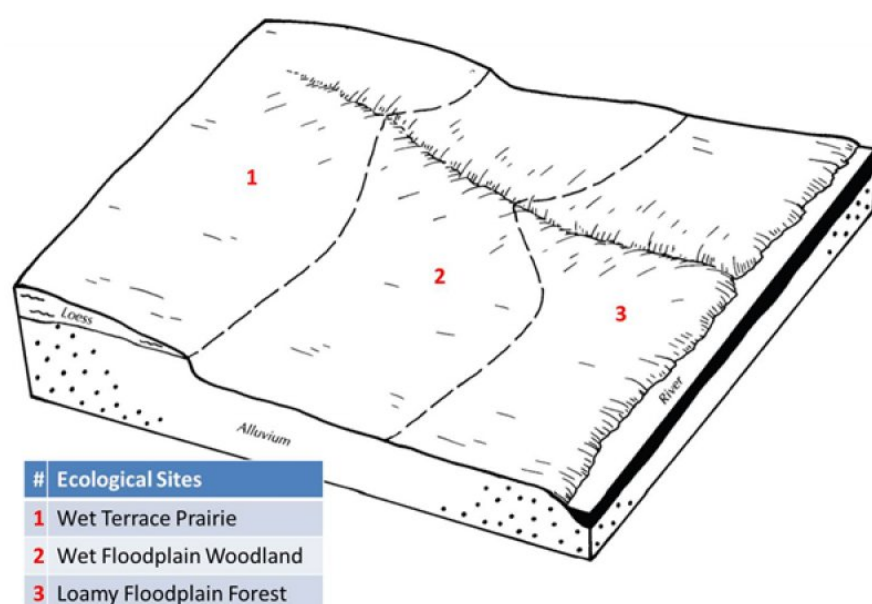 1
2
3
Loess
River
Alluvium
# Ecological Sites
1 Wet Terrace Prairie
2 Wet Floodplain Woodland
3 Loamy Floodplain Forest